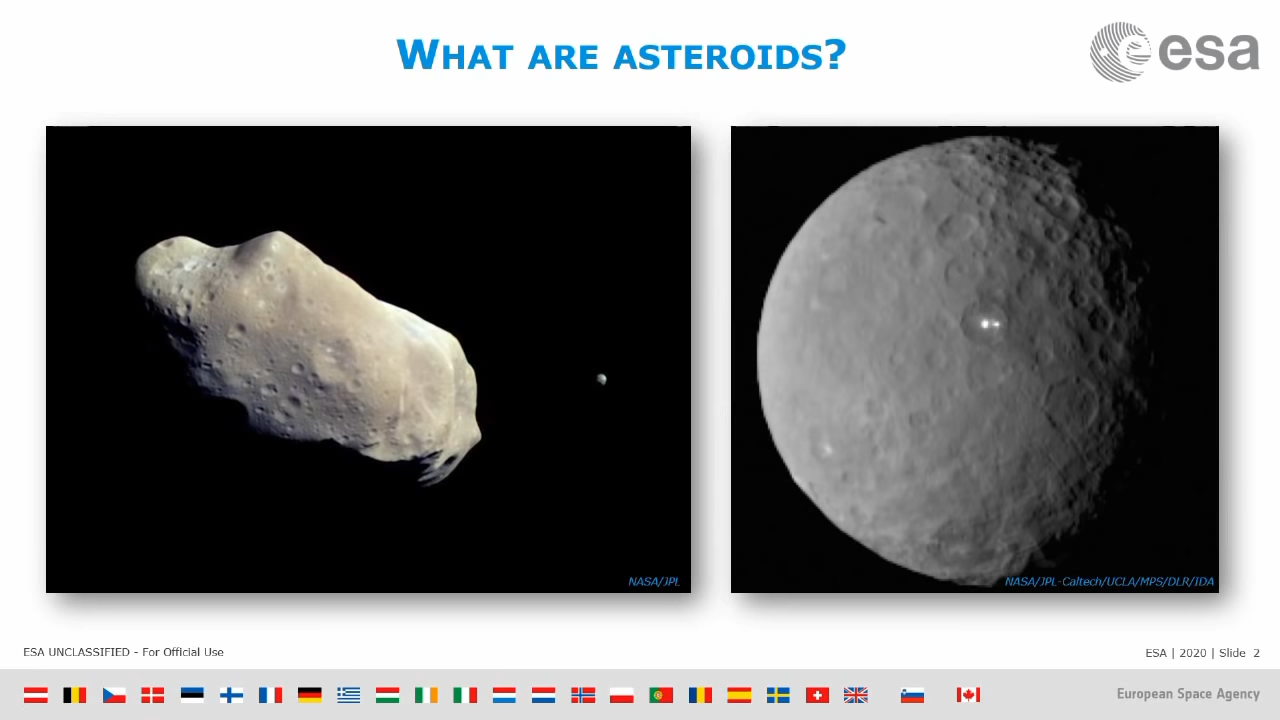 WHAT ARE ASTEROIDS?
esa
NASA/JPL
NASA/JPL-Caltech/UCLA/MPS/DLR/IDA
ESA UNCLASSIFIED - For Official Use
ESA | 2020 | Slide 2
European Space Agency